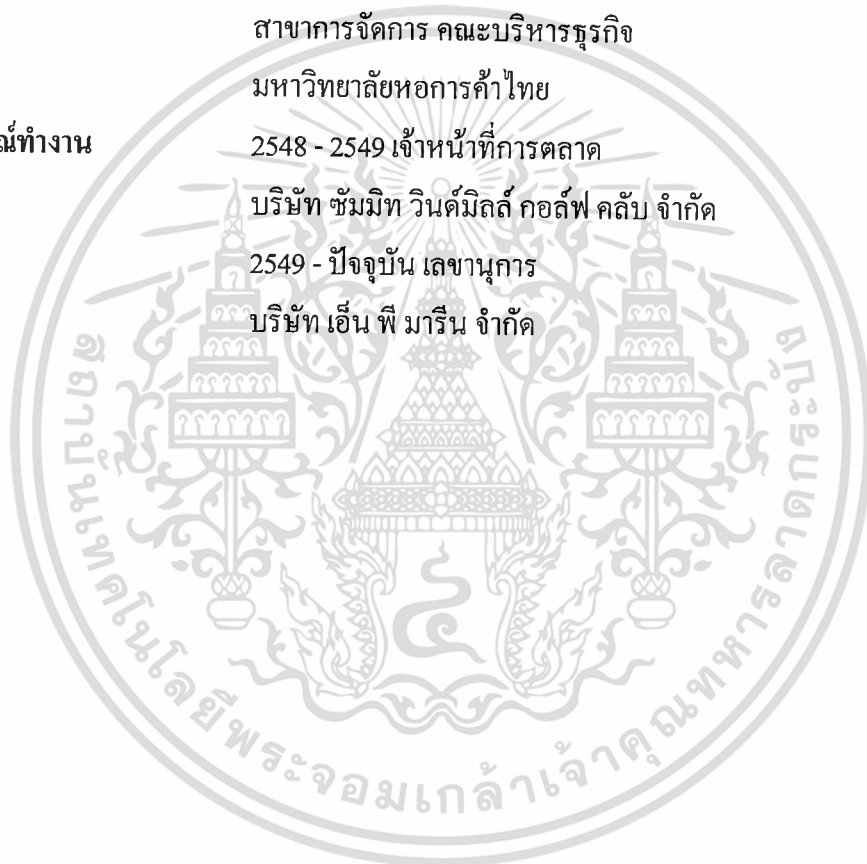 สาขาการจัดการ คณะบริหารธุรกิจ
มหาวิทยาลัยหอการค้าไทย
ณ์ทำงาน 2548 - 2549 เจ้าหน้าที่การตลาด
บริษัท ซัมมิท วินด์มิลล์ กอล์ฟ คลับ จำกัด
2549 - ปัจจุบัน เลขานุการ
บริษัท เอ็น พี มารีน จำกัด
๔
สถาบันเทคโนโลยีพระจอมเกล้าเจ้าคุณทหารลาดกระบัง